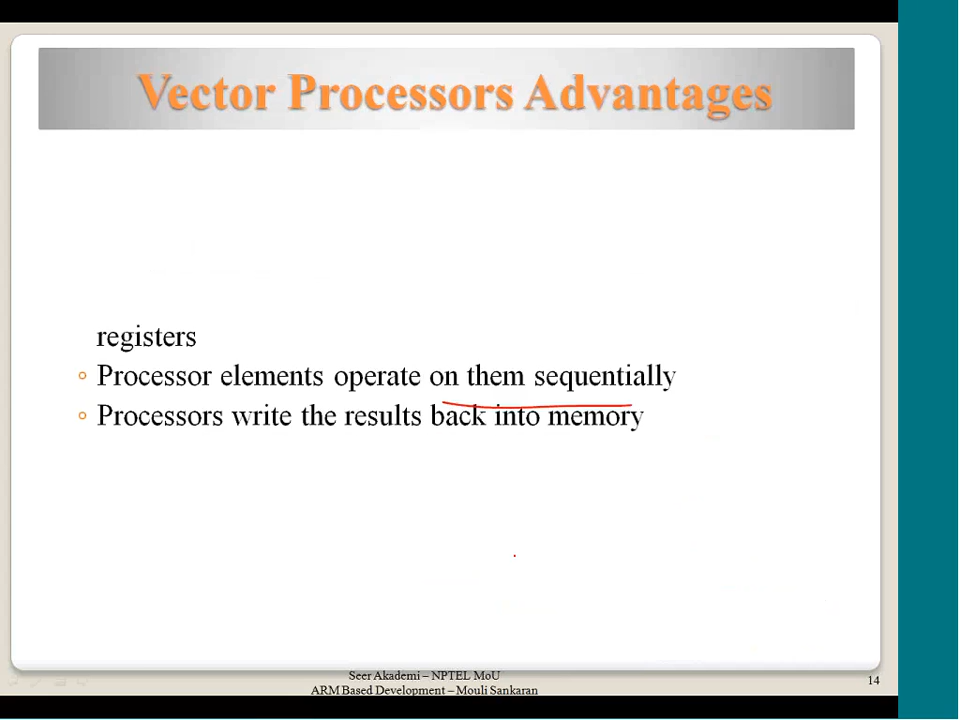 Vector Processors Advantages
registers
Processor elements operate on them sequentially
Processors write the results back into memory
Seer Akademi – NPTEL MoU
ARM Based Development – Mouli Sankaran
14